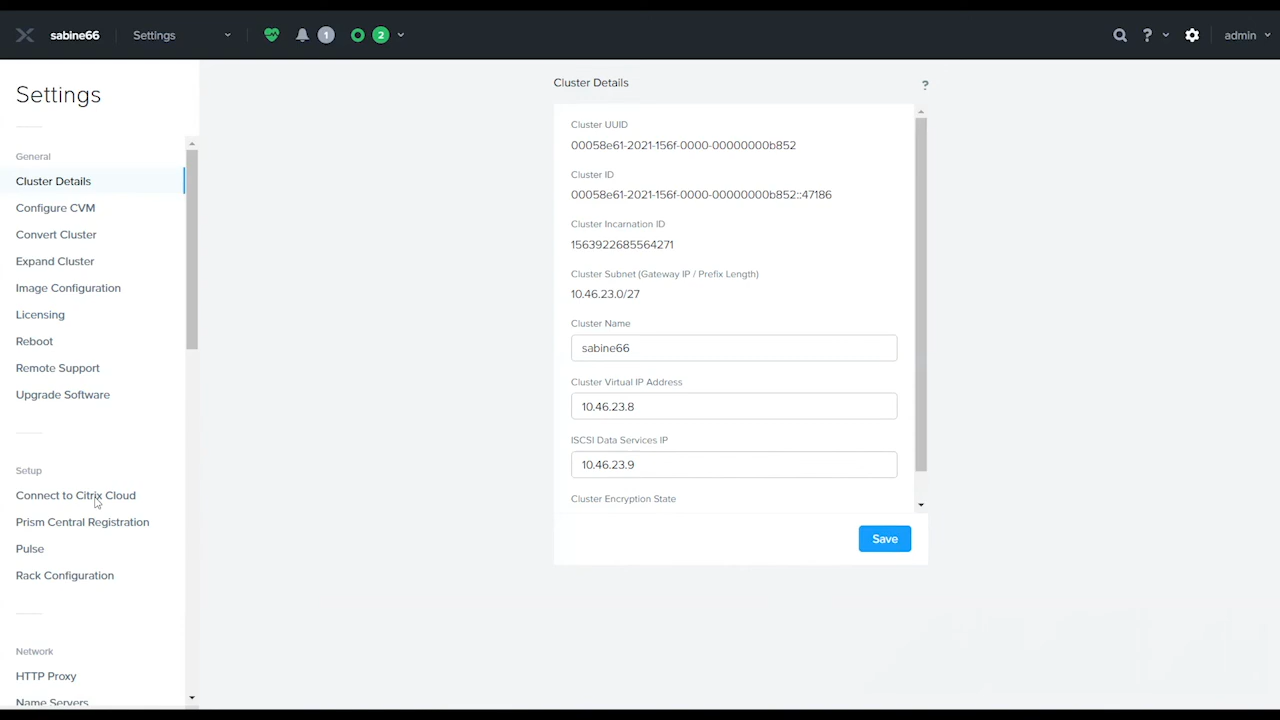 sabine66
Settings
1
2
?
admin
Settings
General
Cluster Details
Configure CVM
Convert Cluster
Expand Cluster
Image Configuration
Licensing
Reboot
Remote Support
Upgrade Software
Setup
Connect to Citrix Cloud
Prism Central Registration
Pulse
Rack Configuration
Network
HTTP Proxy
Name Servers
Cluster Details
?
Cluster UUID
00058e61-2021-156f-0000-00000000b852
Cluster ID
00058e61-2021-156f-0000-00000000b852::47186
Cluster Incarnation ID
1563922685564271
Cluster Subnet (Gateway IP / Prefix Length)
10.46.23.0/27
Cluster Name
sabine66
Cluster Virtual IP Address
10.46.23.8
ISCSI Data Services IP
10.46.23.9
Cluster Encryption State
Save